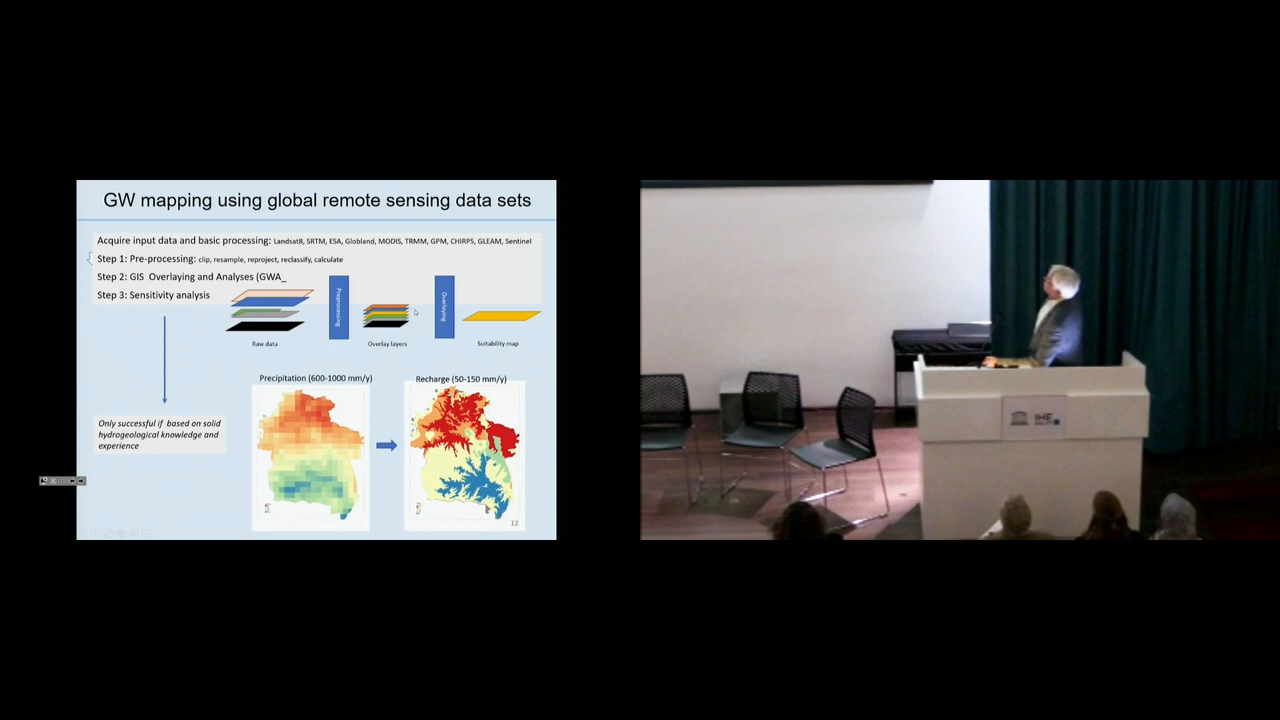 GW mapping using global remote sensing data sets
Acquire input data and basic processing: Landsat8, SRTM, ESA, Globland, MODIS, TRMM, GPM, CHIRPS, GLEAM, Sentinel
Step 1: Pre-processing: clip, resample, reproject, reclassify, calculate
Step 2: GIS Overlaying and Analyses (GWA_
Step 3: Sensitivity analysis
Preprocessing
Overlaying
Raw data
Overlay layers
Suitability map
Precipitation (600-1000 mm/y)
Recharge (50-150 mm/y)
Only successful if based on solid
hydrogeological knowledge and
experience
12
IHE